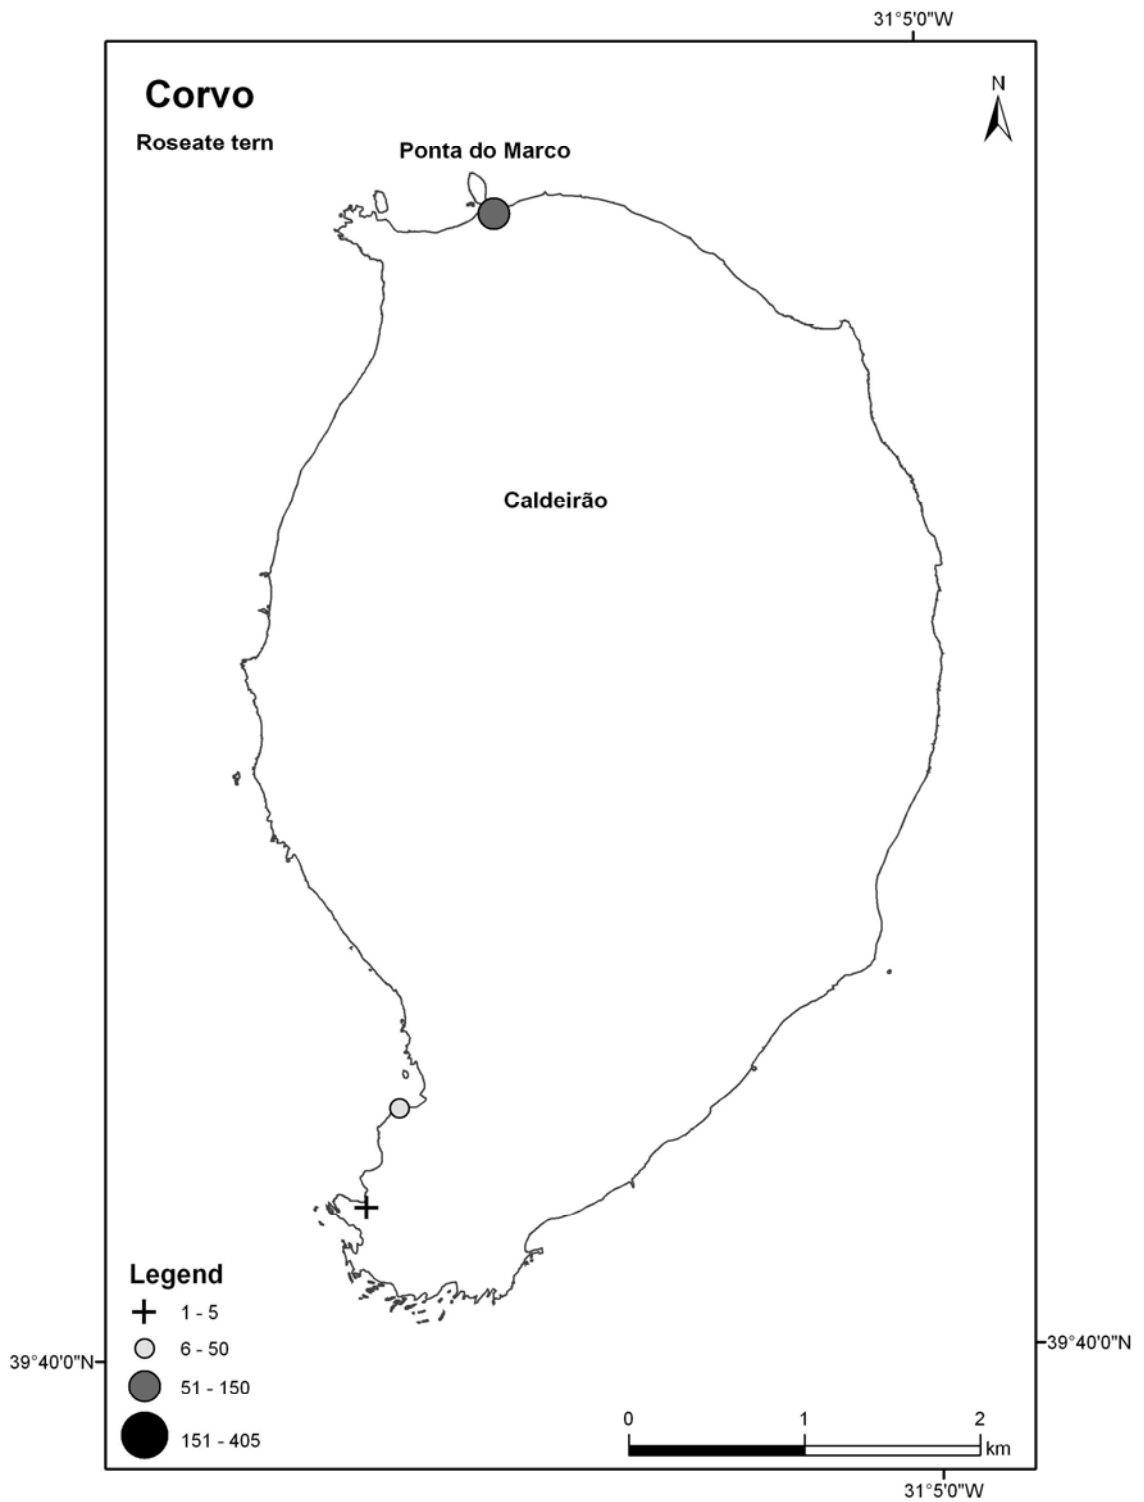 31°5'0"W
Corvo
N
Roseate tern
Ponta do Marco
Caldeirão
Legend
1 - 5
6 - 50
39°40'0"N
39°40'0"N
51 - 150
0 1 2
151 - 405
km
31°5'0"W